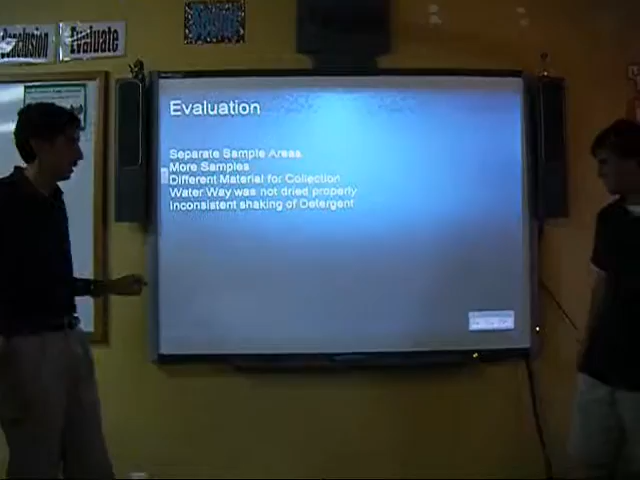 Conclusion
Evaluate
Evaluation
Separate Sample Areas
More Samples
Different Material for Collection
Water Way was not dried properly
Inconsistent shaking of Detergent